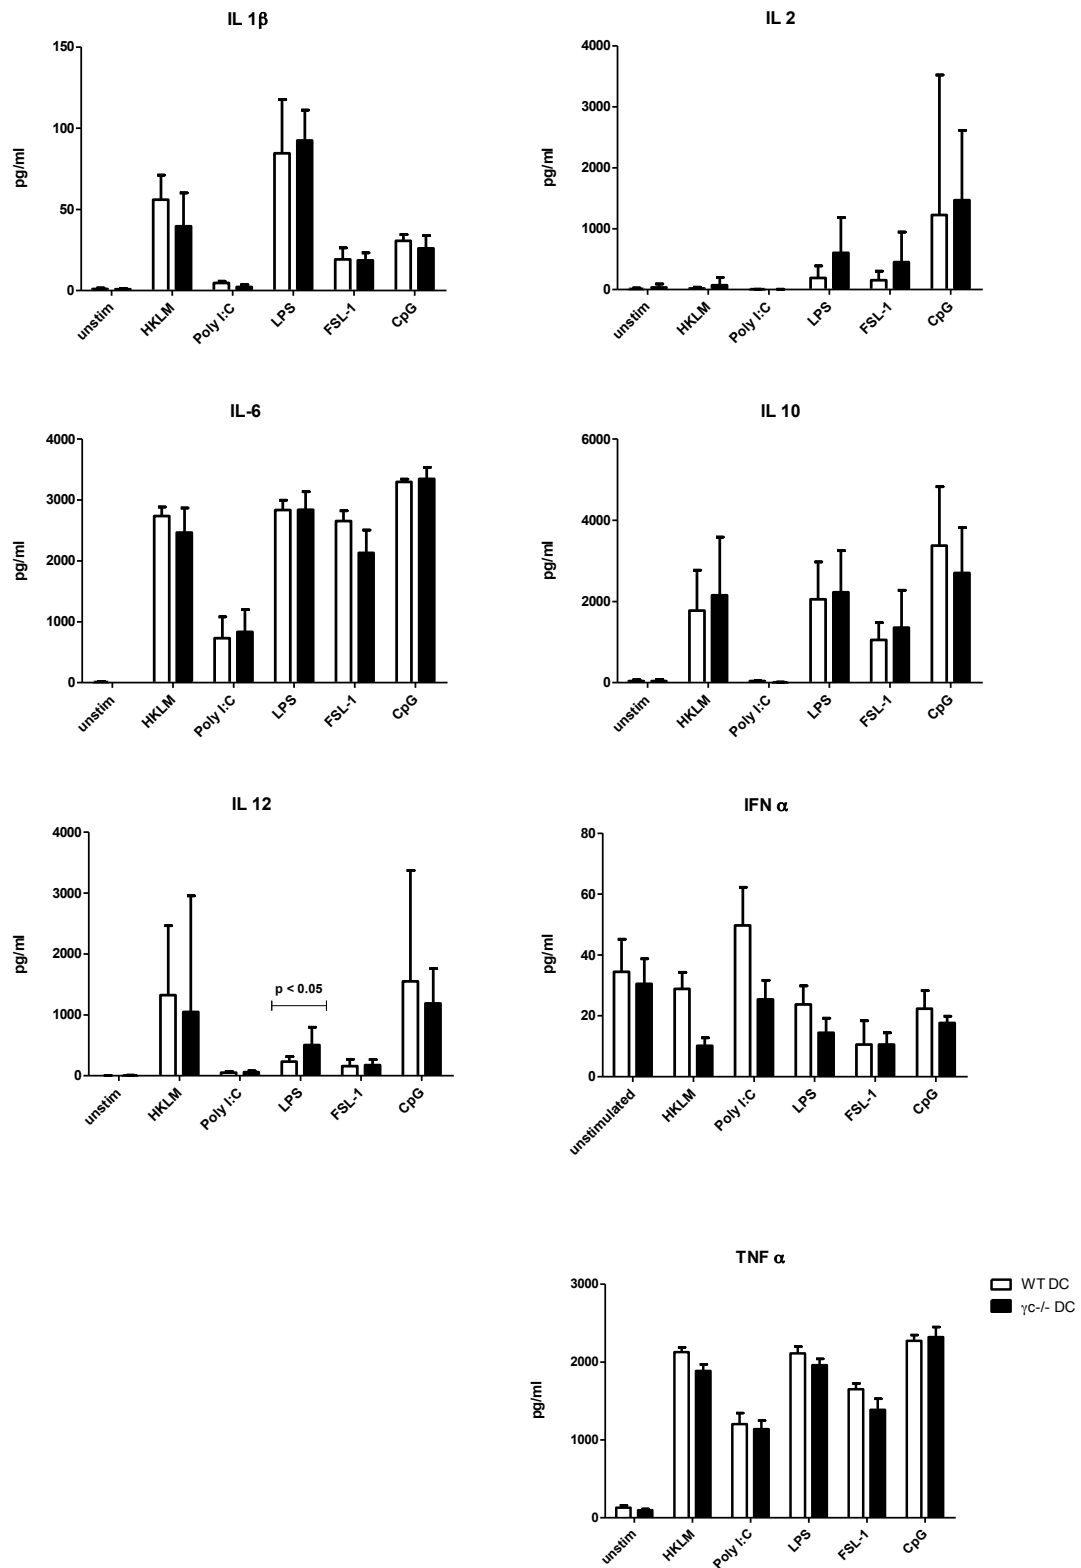 IL 1β
150
100
50
0
pg/ml
unstim
HKLM
Poly I:C
LPS
FSL-1
CpG
IL 2
4000
3000
2000
1000
0
pg/ml
unstim
HKLM
Poly I:C
LPS
FSL-1
CpG
IL-6
4000
3000
2000
1000
0
pg/ml
unstim
HKLM
Poly I:C
LPS
FSL-1
CpG
IL 10
6000
4000
2000
0
pg/ml
unstim
HKLM
Poly I:C
LPS
FSL-1
CpG
IL 12
4000
3000
2000
1000
0
pg/ml
p < 0.05
unstim
HKLM
Poly I:C
LPS
FSL-1
CpG
IFN α
80
60
40
20
0
pg/ml
unstimulated
HKLM
Poly I:C
LPS
FSL-1
CpG
TNF α
3000
2000
1000
0
pg/ml
unstim
HKLM
Poly I:C
LPS
FSL-1
CpG
WT DC
γc-/- DC